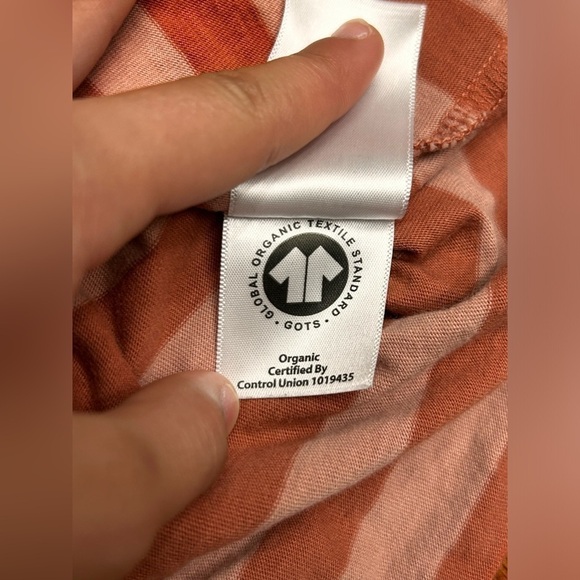 GLOBAL ORGANIC TEXTILE STANDARD
· GOTS ·
Organic
Certified By
Control Union 1019435